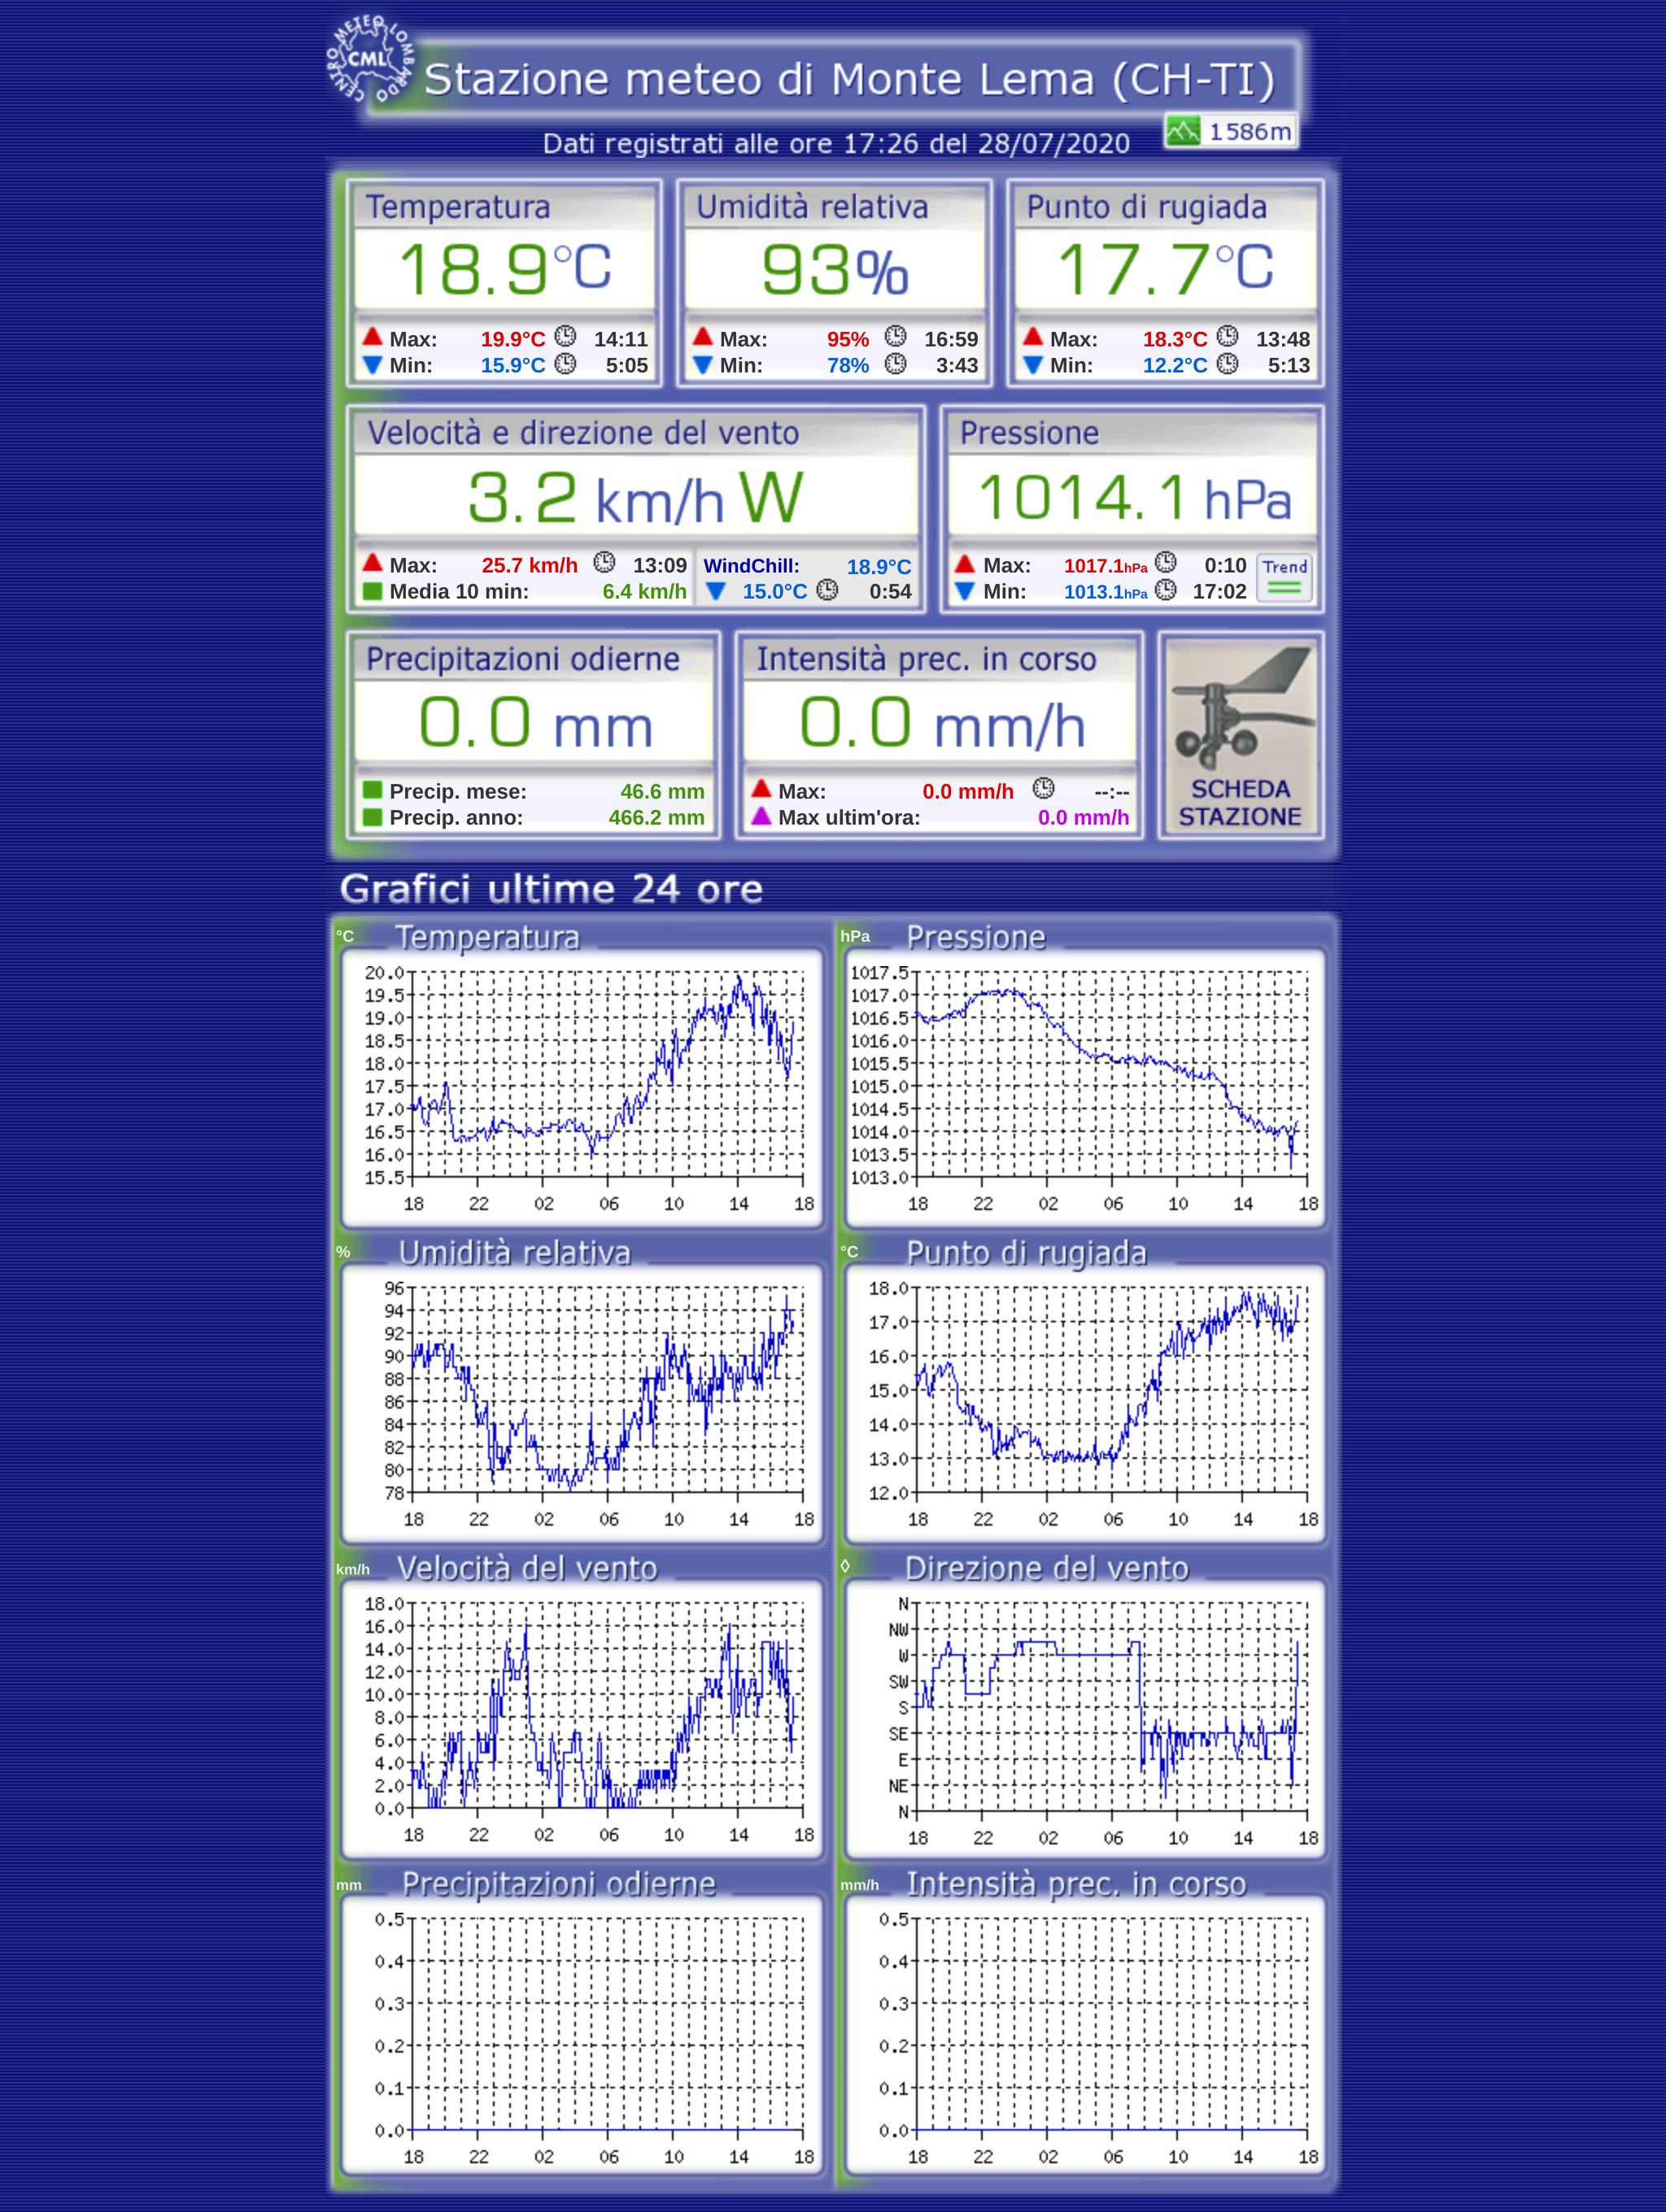 CENTRO METEO LOMBARDO
CML
Stazione meteo di Monte Lema (CH-TI)
Dati registrati alle ore 17:26 del 28/07/2020
1586m
Temperatura Umidità relativa Punto di rugiada
18.9°C 93% 17.7°C
Max: 19.9°C 14:11 Max: 95% 16:59 Max: 18.3°C 13:48
Min: 15.9°C 5:05 Min: 78% 3:43 Min: 12.2°C 5:13
Velocità e direzione del vento Pressione
3.2 km/h W 1014.1 hPa
Max: 25.7 km/h 13:09 WindChill: 18.9°C Max: 1017.1hPa 0:10 Trend
Media 10 min: 6.4 km/h 15.0°C 0:54 Min: 1013.1hPa 17:02
Precipitazioni odierne Intensità prec. in corso
0.0 mm 0.0 mm/h
Precip. mese: 46.6 mm Max: 0.0 mm/h --:-- SCHEDA
Precip. anno: 466.2 mm Max ultim'ora: 0.0 mm/h STAZIONE
Grafici ultime 24 ore
°C Temperatura
20.0
19.5
19.0
18.5
18.0
17.5
17.0
16.5
16.0
15.5
18 22 02 06 10 14 18
hPa Pressione
1017.5
1017.0
1016.5
1016.0
1015.5
1015.0
1014.5
1014.0
1013.5
1013.0
18 22 02 06 10 14 18
% Umidità relativa
96
94
92
90
88
86
84
82
80
78
18 22 02 06 10 14 18
°C Punto di rugiada
18.0
17.0
16.0
15.0
14.0
13.0
12.0
18 22 02 06 10 14 18
km/h Velocità del vento
18.0
16.0
14.0
12.0
10.0
8.0
6.0
4.0
2.0
0.0
18 22 02 06 10 14 18
◊ Direzione del vento
N
NW
W
SW
S
SE
E
NE
N
18 22 02 06 10 14 18
mm Precipitazioni odierne
0.5
0.4
0.3
0.2
0.1
0.0
18 22 02 06 10 14 18
mm/h Intensità prec. in corso
0.5
0.4
0.3
0.2
0.1
0.0
18 22 02 06 10 14 18